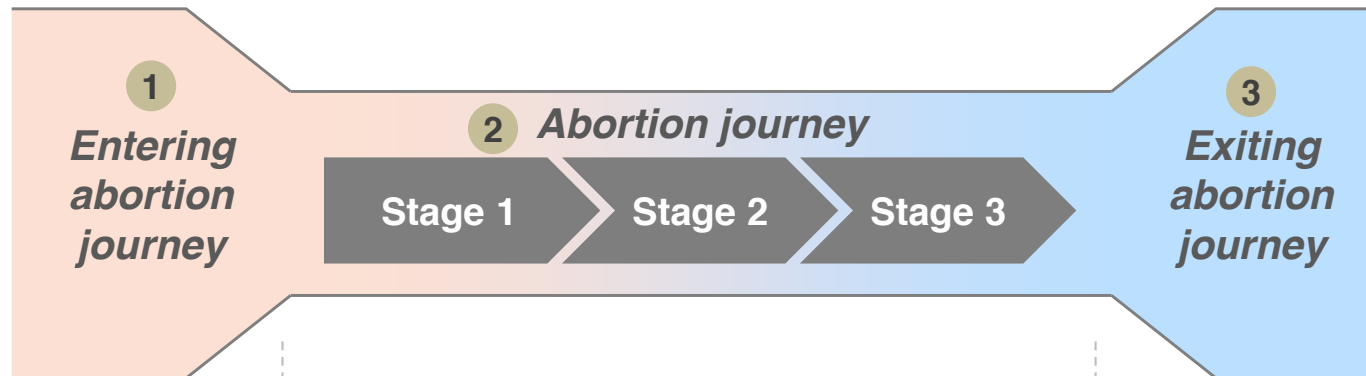 1
Entering
abortion
journey
2 Abortion journey
Stage 1 Stage 2 Stage 3
3
Exiting
abortion
journey